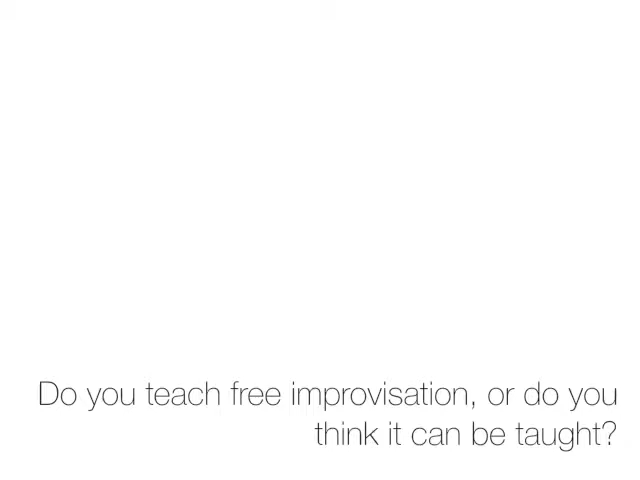 Do you teach free improvisation, or do you
think it can be taught?